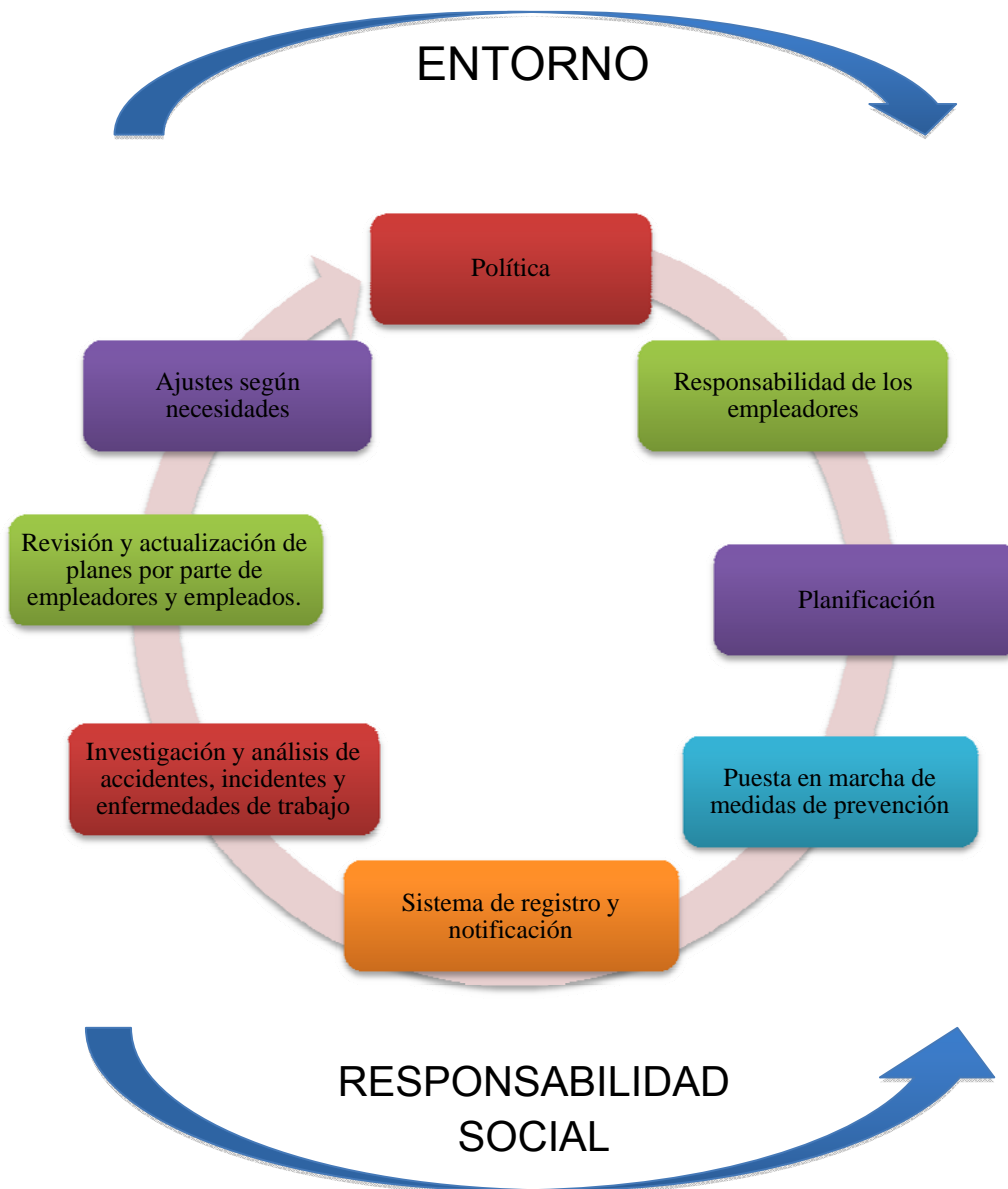 ENTORNO
Política
Responsabilidad de los
empleadores
Planificación
Puesta en marcha de
medidas de prevención
Sistema de registro y
notificación
Investigación y análisis de
accidentes, incidentes y
enfermedades de trabajo
Revisión y actualización de
planes por parte de
empleadores y empleados.
Ajustes según
necesidades
RESPONSABILIDAD
SOCIAL